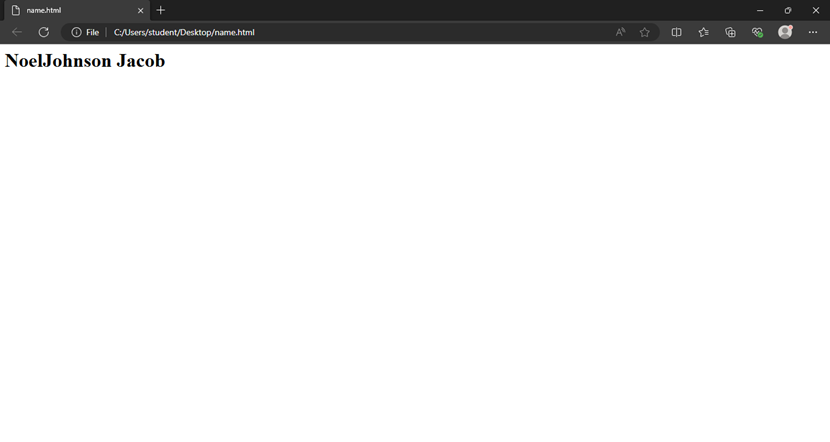 name.html
File
C:/Users/student/Desktop/name.html
NoelJohnson Jacob